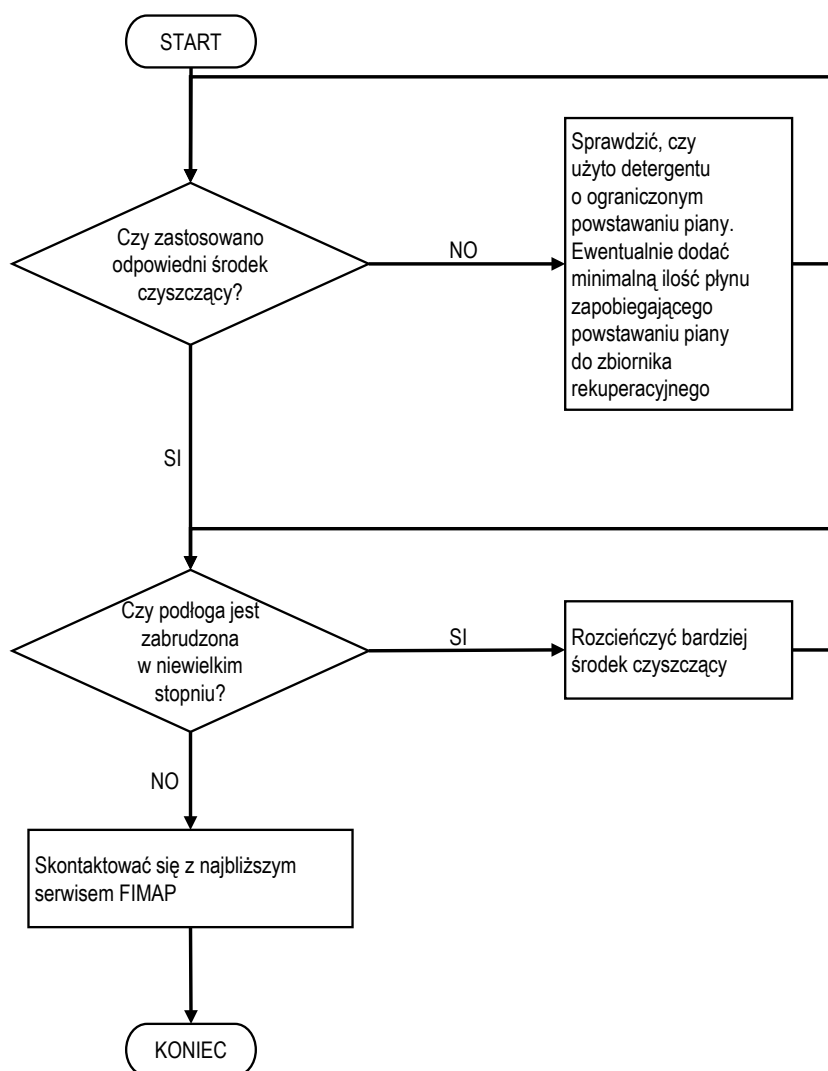 START
Czy zastosowano
odpowiedni środek
czyszczący?
NO
Sprawdzić, czy
użyto detergentu
o ograniczonym
powstawaniu piany.
Ewentualnie dodać
minimalną ilość płynu
zapobiegającego
powstawaniu piany
do zbiornika
rekuperacyjnego
SI
Czy podłoga jest
zabrudzona
w niewielkim
stopniu?
SI
Rozcieńczyć bardziej
środek czyszczący
NO
Skontaktować się z najbliższym
serwisem FIMAP
KONIEC